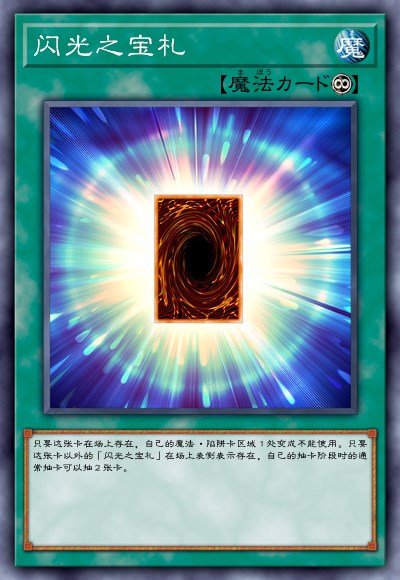 闪光之宝札
魔
【魔法カード】
まほう
只要这张卡在场上存在，自己的魔法·陷阱卡区域1处变成不能使用。只要
这张卡以外的「闪光之宝札」在场上表侧表示存在，自己的抽卡阶段时的通
常抽卡可以抽2张卡。